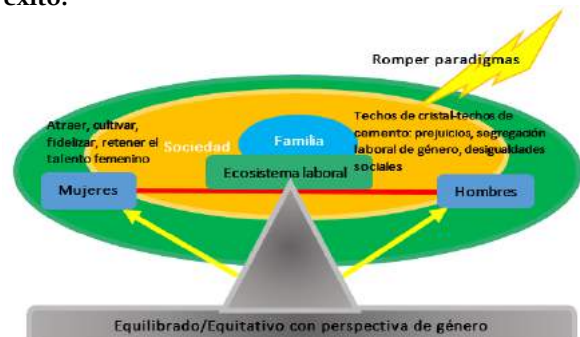 éxito.
Romper paradigmas
Atraer, cultivar,
fidelizar, retener el
talento femenino
Sociedad
Familia
Techos de cristal-techos de
cemento: prejuicios, segregación
laboral de género, desigualdades
sociales
Ecosistema laboral
Mujeres
Hombres
Equilibrado/Equitativo con perspectiva de género